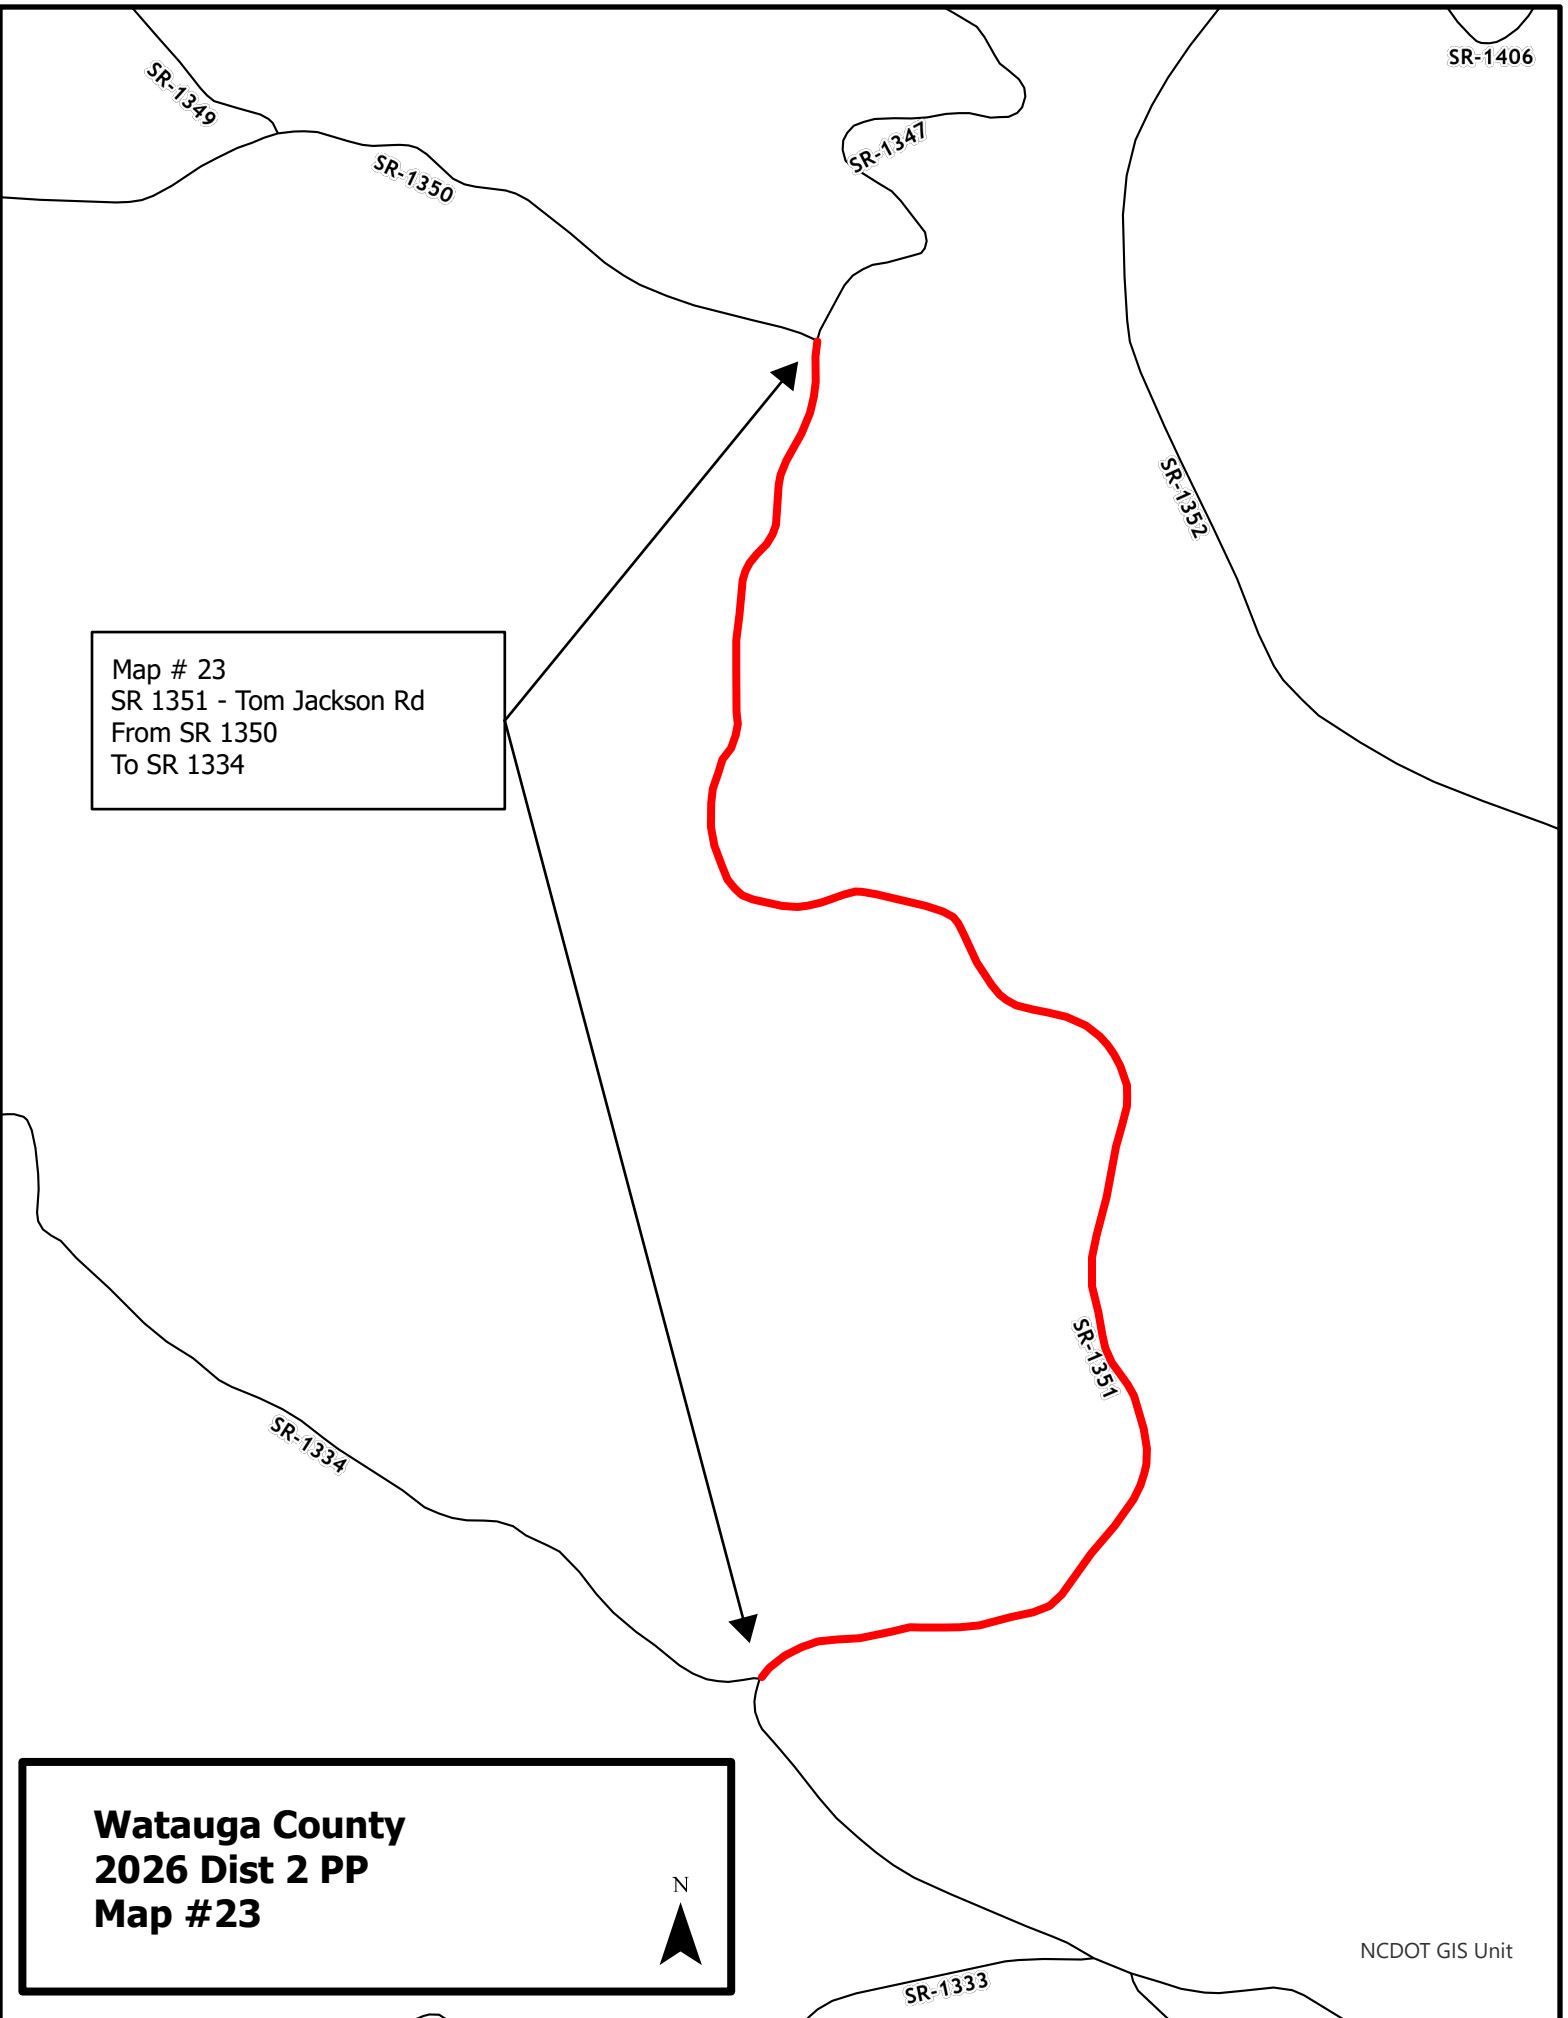 SR-1406
SR-1349
SR-1347
SR-1350
SR-1352
Map # 23
SR 1351 - Tom Jackson Rd
From SR 1350
To SR 1334
SR-1351
SR-1334
Watauga County
2026 Dist 2 PP
Map #23
N
NCDOT GIS Unit
SR-1333